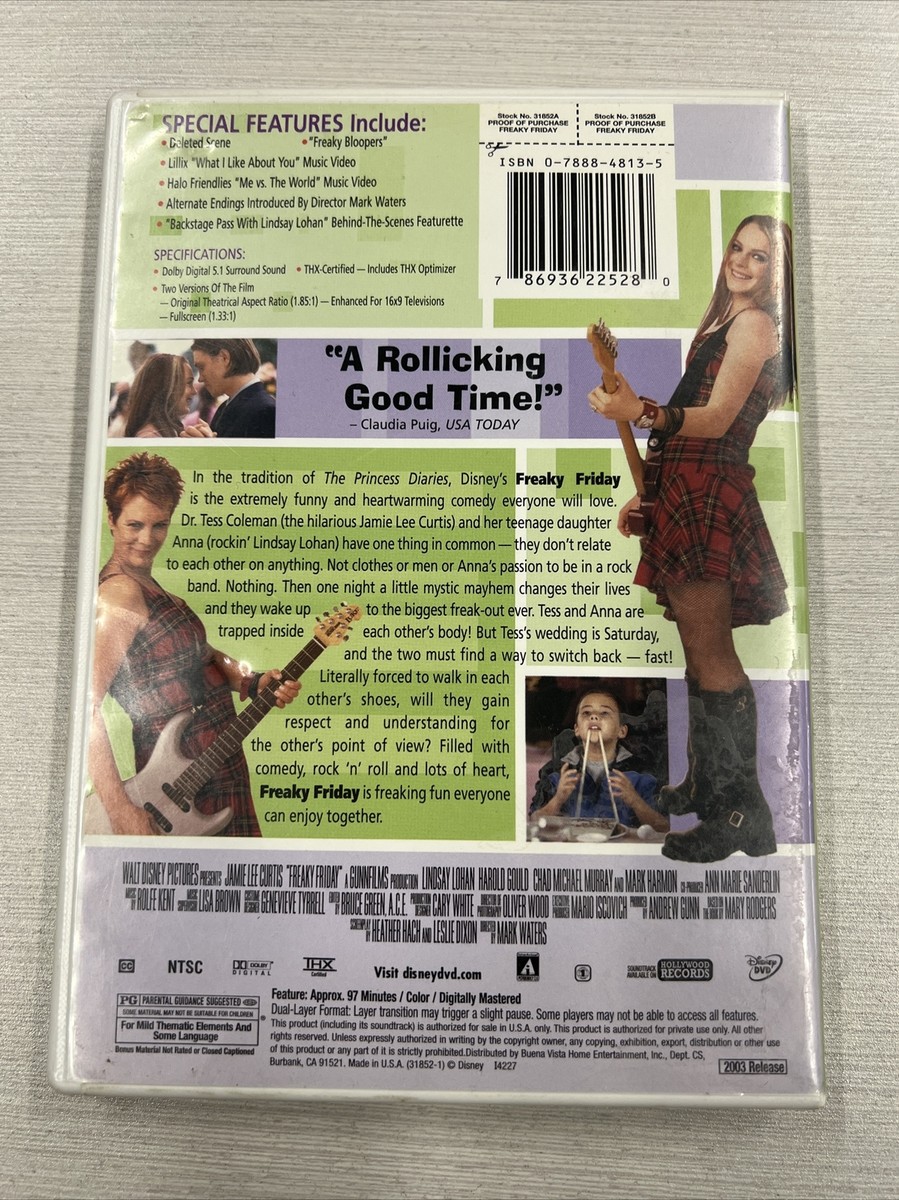 SPECIAL FEATURES Include:
• Deleted Scene • "Freaky Bloopers"
• Lillix "What I Like About You" Music Video
• Halo Friendlies "Me vs. The World" Music Video
• Alternate Endings Introduced By Director Mark Waters
• "Backstage Pass With Lindsay Lohan" Behind-The-Scenes Featurette
SPECIFICATIONS:
• Dolby Digital 5.1 Surround Sound • THX-Certified — Includes THX Optimizer
• Two Versions Of The Film
— Original Theatrical Aspect Ratio (1.85:1) — Enhanced For 16x9 Televisions
— Fullscreen (1.33:1)
Stock No. 31852A
PROOF OF PURCHASE
FREAKY FRIDAY
Stock No. 31852B
PROOF OF PURCHASE
FREAKY FRIDAY
ISBN 0-7888-4813-5
7 86936 22528 0
"A Rollicking
Good Time!"
– Claudia Puig, USA TODAY
In the tradition of The Princess Diaries, Disney's Freaky Friday
is the extremely funny and heartwarming comedy everyone will love.
Dr. Tess Coleman (the hilarious Jamie Lee Curtis) and her teenage daughter
Anna (rockin' Lindsay Lohan) have one thing in common — they don't relate
to each other on anything. Not clothes or men or Anna's passion to be in a rock
band. Nothing. Then one night a little mystic mayhem changes their lives
and they wake up to the biggest freak-out ever. Tess and Anna are
trapped inside each other's body! But Tess's wedding is Saturday,
and the two must find a way to switch back — fast!
Literally forced to walk in each
other's shoes, will they gain
respect and understanding for
the other's point of view? Filled with
comedy, rock 'n' roll and lots of heart,
Freaky Friday is freaking fun everyone
can enjoy together.
WALT DISNEY PICTURES PRESENTS JAMIE LEE CURTIS "FREAKY FRIDAY" A GUNNFILMS PRODUCTION LINDSAY LOHAN HAROLD GOULD CHAD MICHAEL MURRAY AND MARK HARMON CO-PRODUCER ANN MARIE SANDERLIN
MUSIC BY ROLFE KENT MUSIC SUPERVISOR LISA BROWN COSTUME DESIGNER GENEVIEVE TYRRELL EDITED BY BRUCE GREEN, A.C.E. PRODUCTION DESIGNER CARY WHITE DIRECTOR OF PHOTOGRAPHY OLIVER WOOD EXECUTIVE PRODUCER MARIO ISCOVICH PRODUCED BY ANDREW GUNN BASED ON THE BOOK BY MARY RODGERS
SCREENPLAY BY HEATHER HACH AND LESLIE DIXON DIRECTED BY MARK WATERS
CC
NTSC
DOLBY DIGITAL
THX Certified
Visit disneydvd.com
A
1
SOUNDTRACK AVAILABLE ON HOLLYWOOD RECORDS
Disney DVD
PG PARENTAL GUIDANCE SUGGESTED
SOME MATERIAL MAY NOT BE SUITABLE FOR CHILDREN
For Mild Thematic Elements And
Some Language
Bonus Material Not Rated or Closed Captioned
Feature: Approx. 97 Minutes / Color / Digitally Mastered
Dual-Layer Format: Layer transition may trigger a slight pause. Some players may not be able to access all features.
This product (including its soundtrack) is authorized for sale in U.S.A. only. This product is authorized for private use only. All other
rights reserved. Unless expressly authorized in writing by the copyright owner, any copying, exhibition, export, distribution or other use
of this product or any part of it is strictly prohibited. Distributed by Buena Vista Home Entertainment, Inc., Dept. CS,
Burbank, CA 91521. Made in U.S.A. (31852-1) © Disney I4227
2003 Release